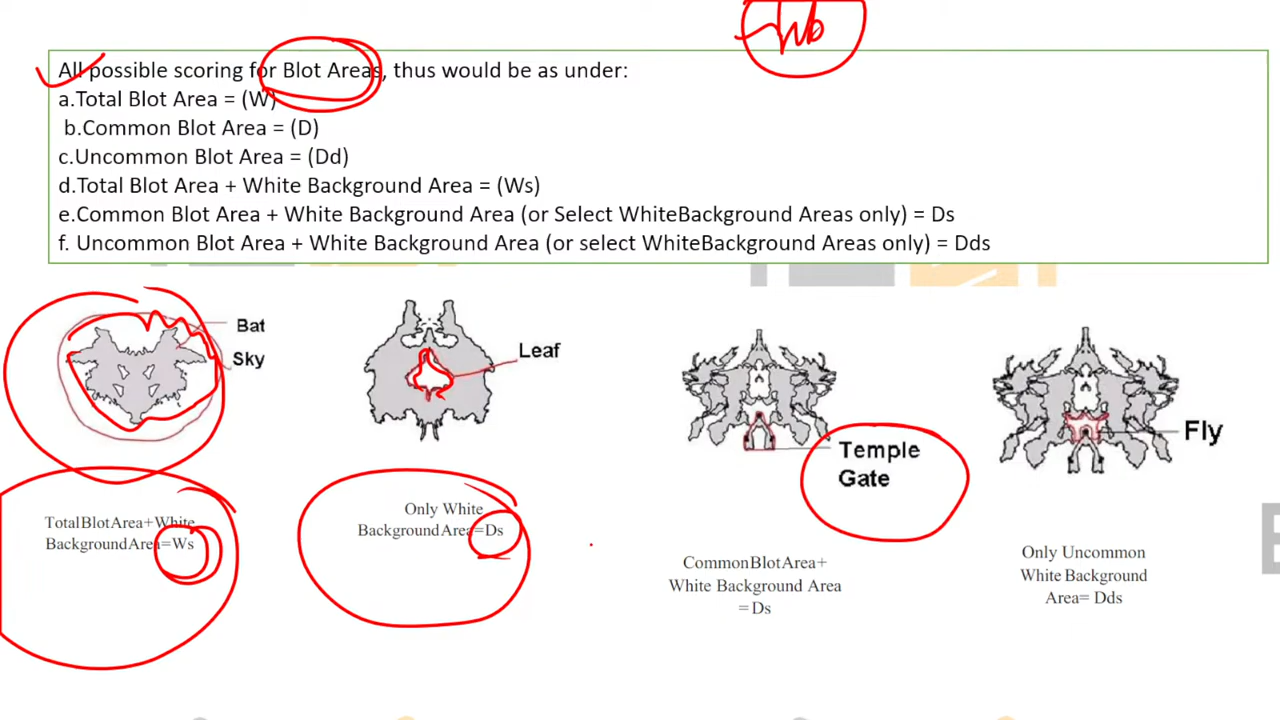 Wb
All possible scoring for Blot Areas, thus would be as under:
a.Total Blot Area = (W)
b.Common Blot Area = (D)
c.Uncommon Blot Area = (Dd)
d.Total Blot Area + White Background Area = (Ws)
e.Common Blot Area + White Background Area (or Select WhiteBackground Areas only) = Ds
f. Uncommon Blot Area + White Background Area (or select WhiteBackground Areas only) = Dds
Bat
Sky
Leaf
Temple
Gate
Fly
TotalBlotArea+White
BackgroundArea=Ws
Only White
BackgroundArea=Ds
CommonBlotArea+
White Background Area
=Ds
Only Uncommon
White Background
Area= Dds